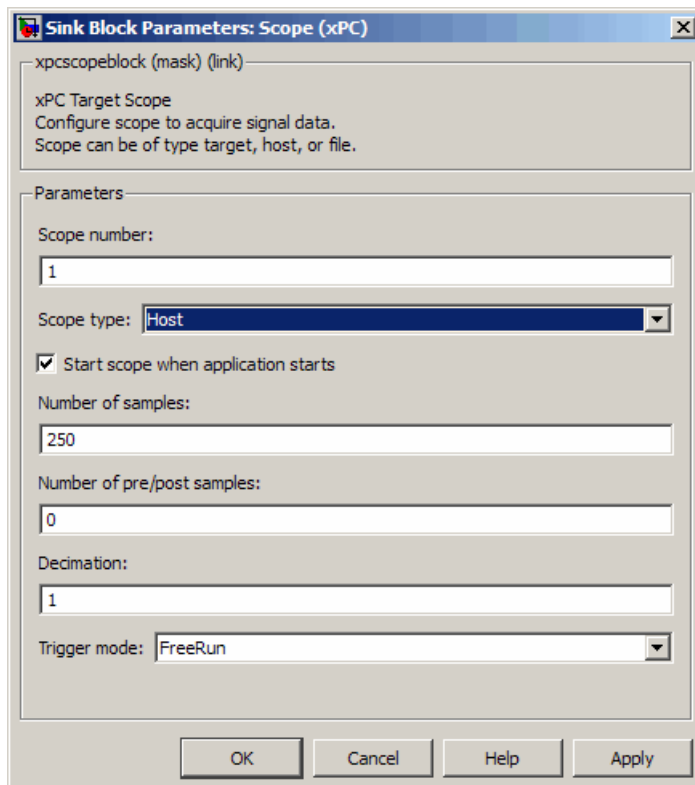 Sink Block Parameters: Scope (xPC)
xpcscopeblock (mask) (link)
xPC Target Scope
Configure scope to acquire signal data.
Scope can be of type target, host, or file.
Parameters
Scope number:
1
Scope type: Host
Start scope when application starts
Number of samples:
250
Number of pre/post samples:
0
Decimation:
1
Trigger mode: FreeRun
OK Cancel Help Apply